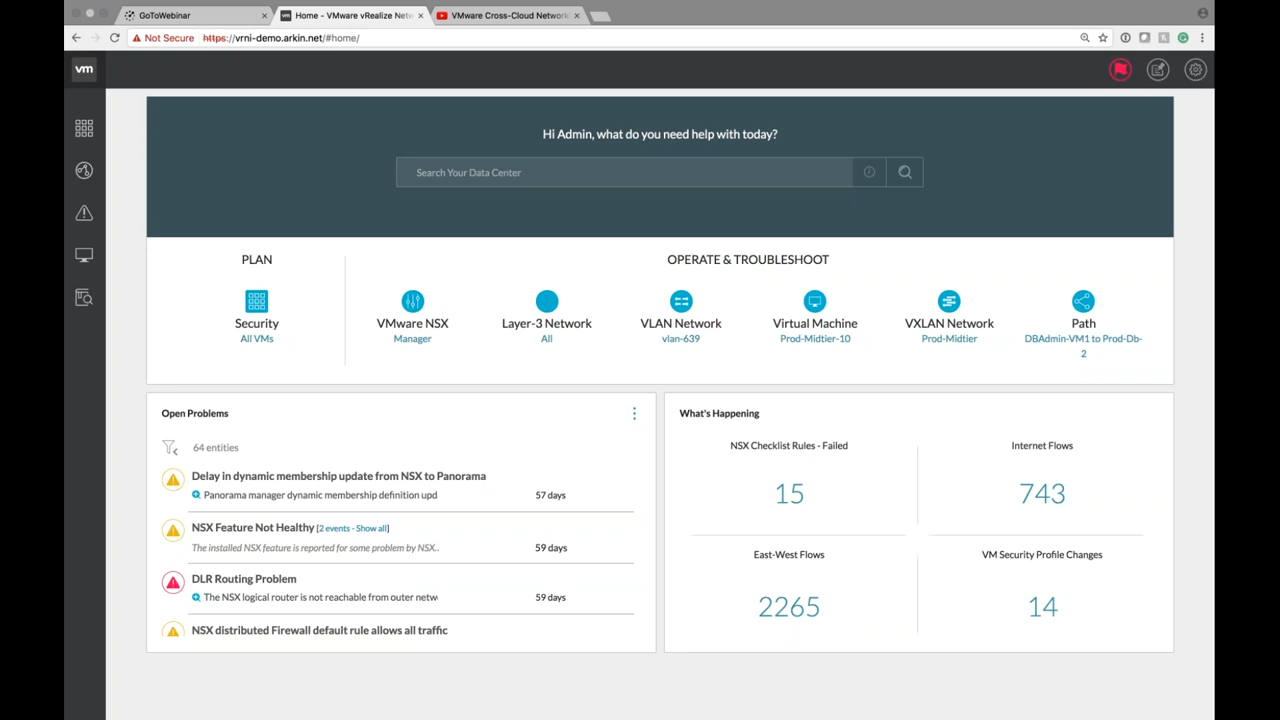 GoToWebinar
Home - VMware vRealize Netw
VMware Cross-Cloud Network
Not Secure
https://vrni-demo.arkin.net/#home/
vm
Hi Admin, what do you need help with today?
Search Your Data Center
PLAN
OPERATE & TROUBLESHOOT
Security
All VMs
VMware NSX
Manager
Layer-3 Network
All
VLAN Network
vlan-639
Virtual Machine
Prod-Midtier-10
VXLAN Network
Prod-Midtier
Path
DBAdmin-VM1 to Prod-Db-
2
Open Problems
64 entities
Delay in dynamic membership update from NSX to Panorama
Panorama manager dynamic membership definition upd
57 days
NSX Feature Not Healthy [2 events - Show all]
The installed NSX feature is reported for some problem by NSX..
59 days
DLR Routing Problem
The NSX logical router is not reachable from outer netw
59 days
NSX distributed Firewall default rule allows all traffic
What's Happening
NSX Checklist Rules - Failed
15
Internet Flows
743
East-West Flows
2265
VM Security Profile Changes
14